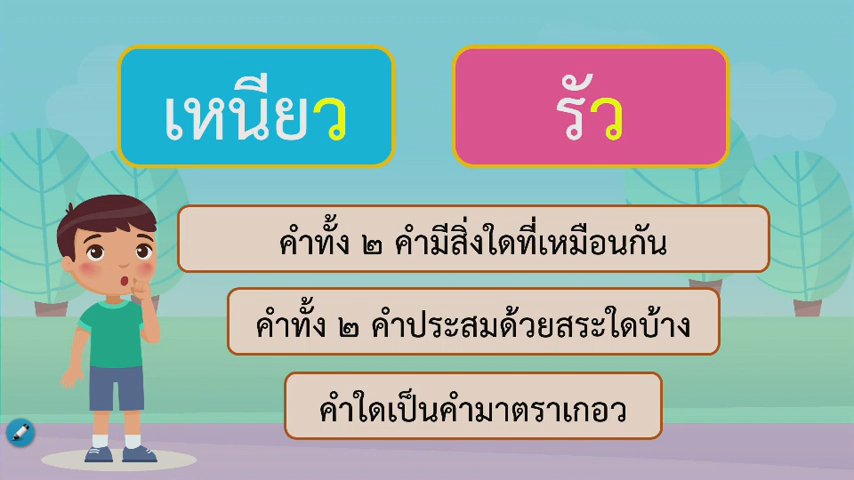 เหนียว
รัว
คำทั้ง ๒ คำมีสิ่งใดที่เหมือนกัน
คำทั้ง ๒ คำประสมด้วยสระใดบ้าง
คำใดเป็นคำมาตราเกอว